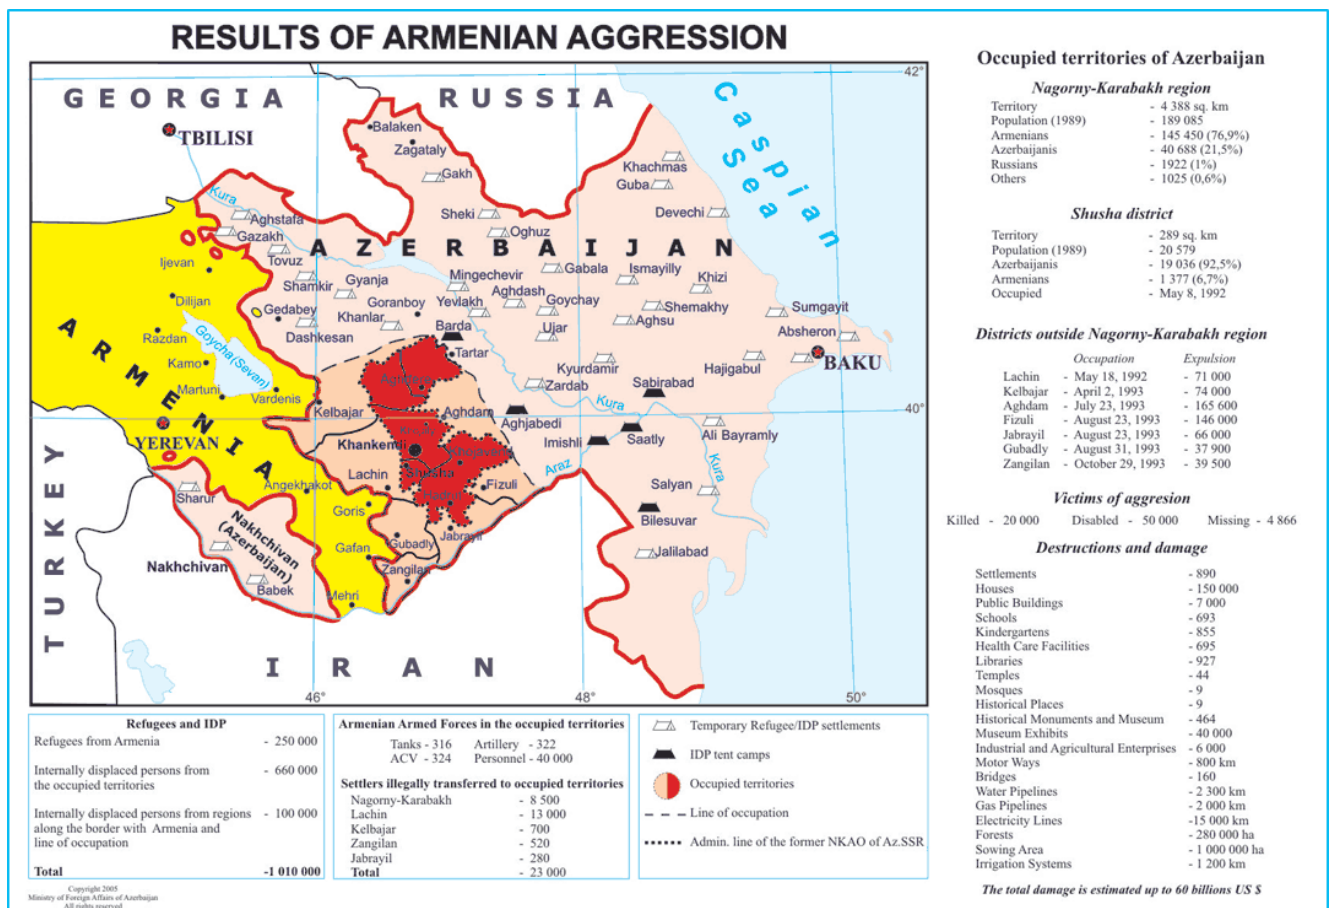 RESULTS OF ARMENIAN AGGRESSION
GEORGIA
RUSSIA
42°
Caspian
Sea
TBILISI
Balaken
Zagataly
Gakh
Khachmas
Guba
Kura
Aghstafa
Gazakh
Sheki
Oghuz
Devechi
AZERBAIJAN
Ijevan
Tovuz
Shamkir
Gyanja
Mingechevir
Gabala
Ismayilly
Khizi
Dilijan
Gedabey
Goranboy
Yevlakh
Aghdash
Goychay
Shemakhy
Sumgayit
Khanlar
Aghsu
Razdan
Dashkesan
Barda
Ujar
Absheron
ARMENIA
Goycha(Sevan)
Tartar
Kyurdamir
Hajigabul
BAKU
Kamo
Martuni
Vardenis
Zardab
Sabirabad
Kelbajar
Aghdam
Aghjabedi
Kura
40°
YEREVAN
Khankendi
Imishli
Saatly
Ali Bayramly
Shusha
Lachin
Araz
Kura
TURKEY
Sharur
Angekhakot
Fizuli
Salyan
Goris
Bilesuvar
Nakhchivan
(Azerbaijan)
Gafan
Gubadly
Jabrayil
Jalilabad
Nakhchivan
Zangilan
Babek
Mehri
IRAN
46°
48°
50°
Refugees and IDP
Refugees from Armenia - 250 000
Internally displaced persons from - 660 000
the occupied territories
Internally displaced persons from regions - 100 000
along the border with Armenia and
line of occupation
Total -1 010 000
Armenian Armed Forces in the occupied territories
Tanks - 316 Artillery - 322
ACV - 324 Personnel - 40 000
Settlers illegally transferred to occupied territories
Nagorny-Karabakh - 8 500
Lachin - 13 000
Kelbajar - 700
Zangilan - 520
Jabrayil - 280
Total - 23 000
Temporary Refugee/IDP settlements
IDP tent camps
Occupied territories
Line of occupation
Admin. line of the former NKAO of Az.SSR
Copyright 2005
Ministry of Foreign Affairs of Azerbaijan
All rights reserved
Occupied territories of Azerbaijan
Nagorny-Karabakh region
Territory - 4 388 sq. km
Population (1989) - 189 085
Armenians - 145 450 (76,9%)
Azerbaijanis - 40 688 (21,5%)
Russians - 1922 (1%)
Others - 1025 (0,6%)
Shusha district
Territory - 289 sq. km
Population (1989) - 20 579
Azerbaijanis - 19 036 (92,5%)
Armenians - 1 377 (6,7%)
Occupied - May 8, 1992
Districts outside Nagorny-Karabakh region
Occupation Expulsion
Lachin - May 18, 1992 - 71 000
Kelbajar - April 2, 1993 - 74 000
Aghdam - July 23, 1993 - 165 600
Fizuli - August 23, 1993 - 146 000
Jabrayil - August 23, 1993 - 66 000
Gubadly - August 31, 1993 - 37 900
Zangilan - October 29, 1993 - 39 500
Victims of aggresion
Killed - 20 000 Disabled - 50 000 Missing - 4 866
Destructions and damage
Settlements - 890
Houses - 150 000
Public Buildings - 7 000
Schools - 693
Kindergartens - 855
Health Care Facilities - 695
Libraries - 927
Temples - 44
Mosques - 9
Historical Places - 9
Historical Monuments and Museum - 464
Museum Exhibits - 40 000
Industrial and Agricultural Enterprises - 6 000
Motor Ways - 800 km
Bridges - 160
Water Pipelines - 2 300 km
Gas Pipelines - 2 000 km
Electricity Lines -15 000 km
Forests - 280 000 ha
Sowing Area - 1 000 000 ha
Irrigation Systems - 1 200 km
The total damage is estimated up to 60 billions US $